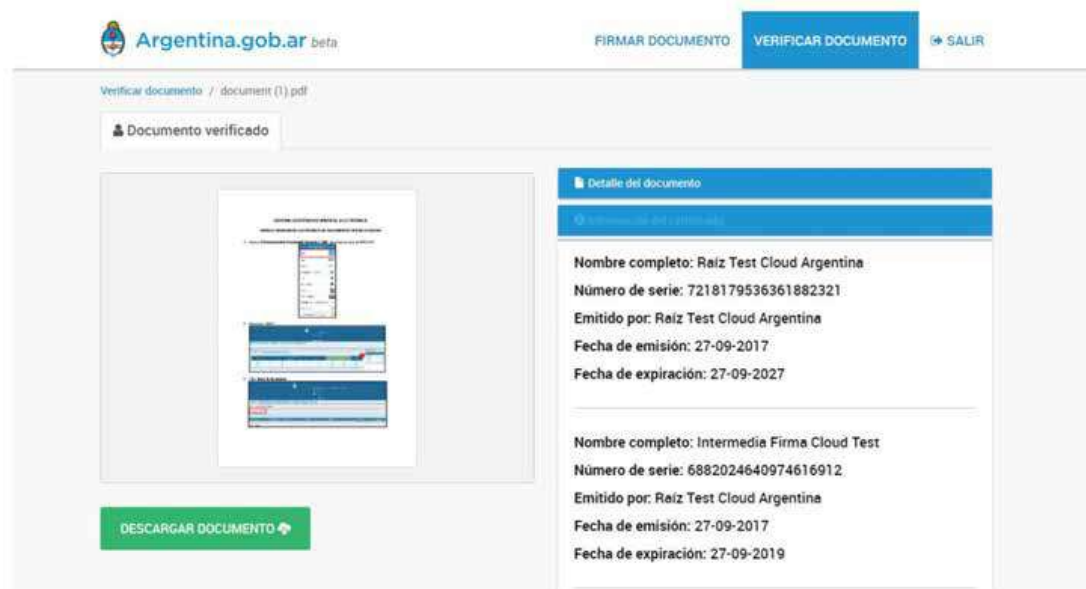 Argentina.gob.ar beta
FIRMAR DOCUMENTO
VERIFICAR DOCUMENTO
SALIR
Verificar documento / document (1).pdf
Documento verificado
Detalle del documento
Información del certificado
Nombre completo: Raíz Test Cloud Argentina
Número de serie: 7218179536361882321
Emitido por: Raíz Test Cloud Argentina
Fecha de emisión: 27-09-2017
Fecha de expiración: 27-09-2027
Nombre completo: Intermedia Firma Cloud Test
Número de serie: 6882024640974616912
Emitido por: Raíz Test Cloud Argentina
Fecha de emisión: 27-09-2017
Fecha de expiración: 27-09-2019
DESCARGAR DOCUMENTO